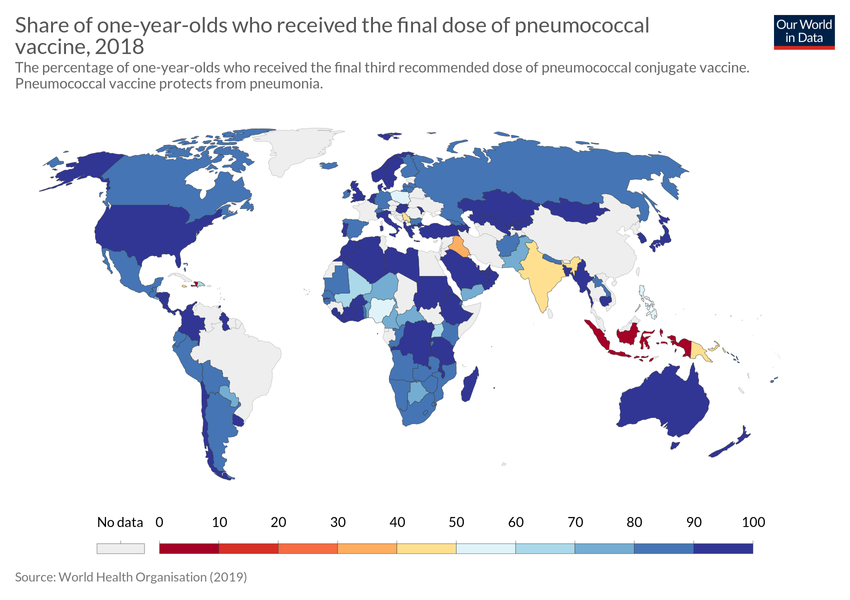 Share of one-year-olds who received the final dose of pneumococcal
vaccine, 2018
Our World
in Data
The percentage of one-year-olds who received the final third recommended dose of pneumococcal conjugate vaccine.
Pneumococcal vaccine protects from pneumonia.
No data 0 10 20 30 40 50 60 70 80 90 100
Source: World Health Organisation (2019)